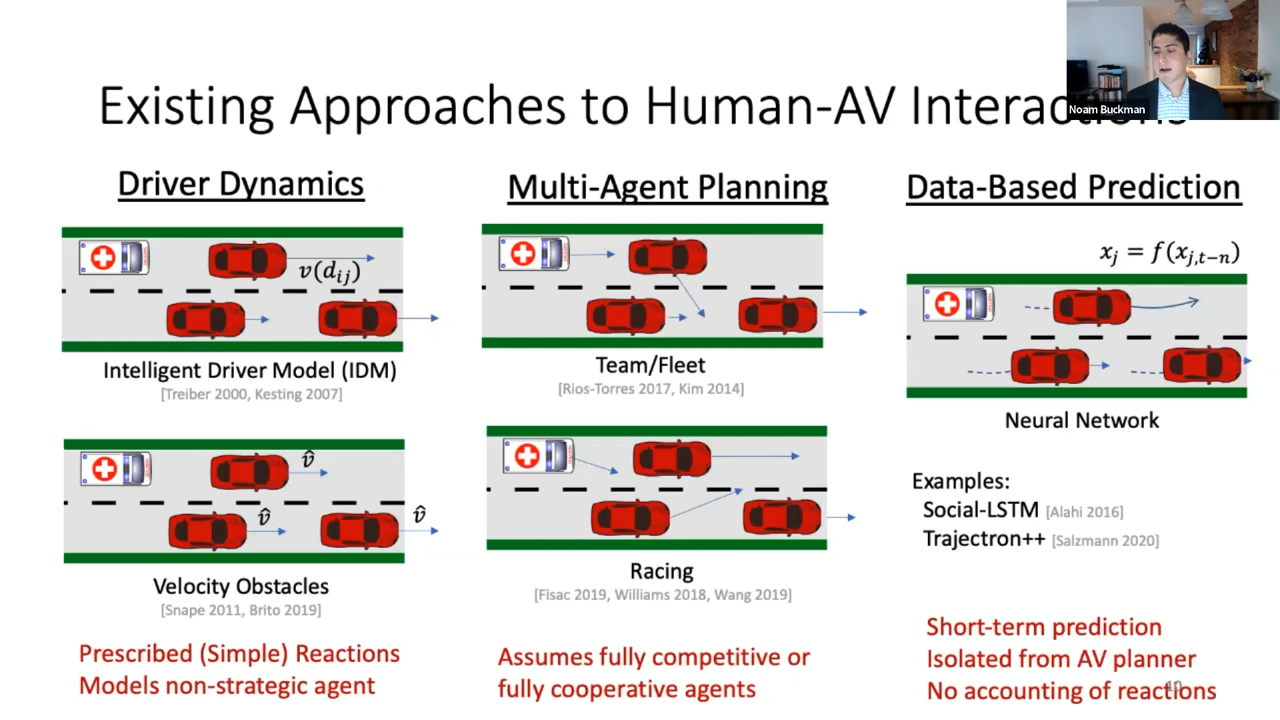 Existing Approaches to Human-AV Interactions
Noam Buckman
Driver Dynamics
v(d_{ij})
Intelligent Driver Model (IDM)
[Treiber 2000, Kesting 2007]
v̂
v̂
v̂
Velocity Obstacles
[Snape 2011, Brito 2019]
Prescribed (Simple) Reactions
Models non-strategic agent
Multi-Agent Planning
Team/Fleet
[Rios-Torres 2017, Kim 2014]
Racing
[Fisac 2019, Williams 2018, Wang 2019]
Assumes fully competitive or
fully cooperative agents
Data-Based Prediction
x_j = f(x_{j,t−n})
Neural Network
Examples:
Social-LSTM [Alahi 2016]
Trajectron++ [Salzmann 2020]
Short-term prediction
Isolated from AV planner
No accounting of reactions